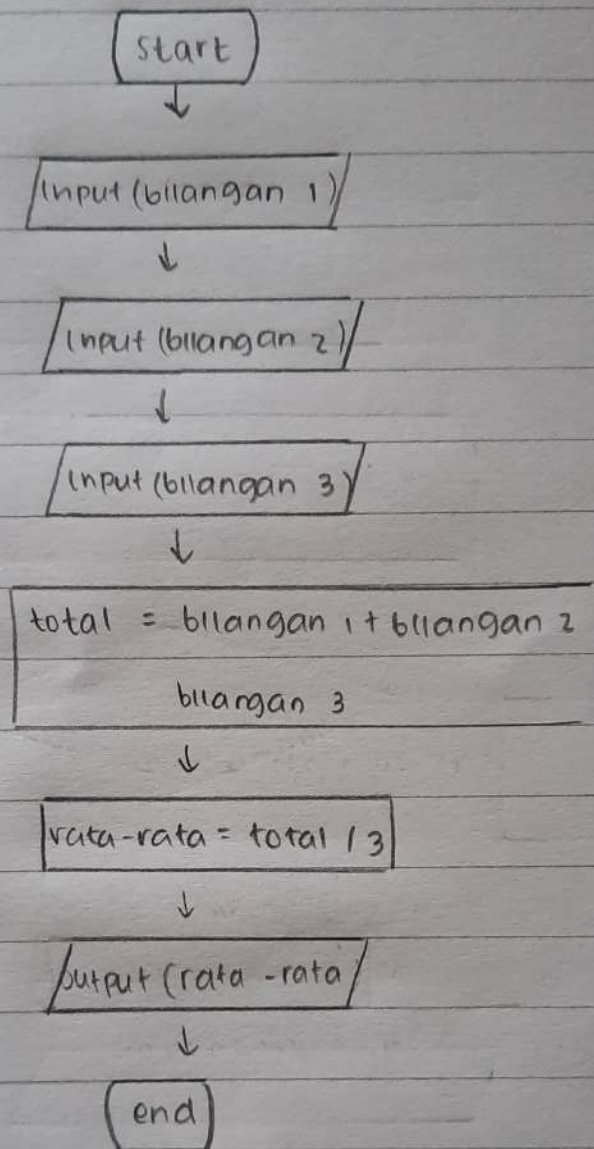 start
Input (bilangan 1)
Input (bilangan 2)
Input (bilangan 3)
total = bilangan 1 + bilangan 2
bilangan 3
rata-rata = total / 3
output (rata - rata
end